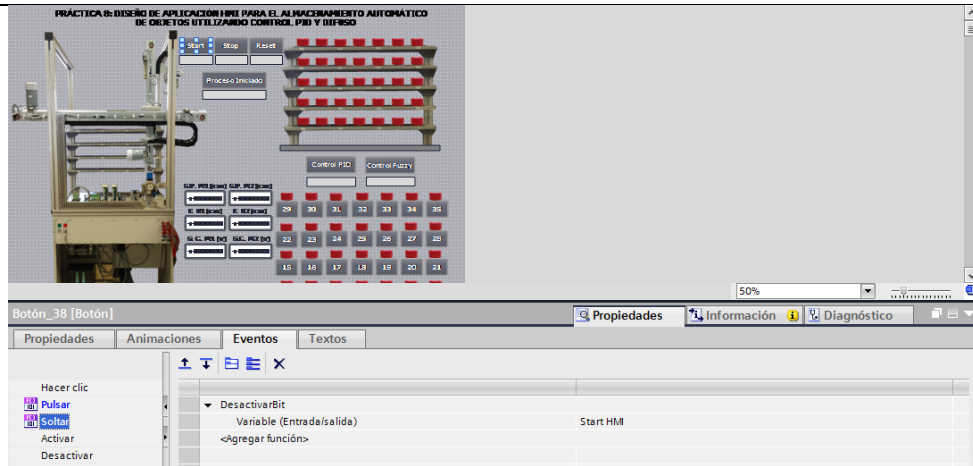 PRÁCTICA 8: DISEÑO DE APLICACIÓN HMI PARA EL ALMACENAMIENTO AUTOMÁTICO
DE OBJETOS UTILIZANDO CONTROL PID Y DIFUSO
Start Stop Reset
Proceso Iniciado
Control PID Control Fuzzy
29 30 31 32 33 34 35
22 23 24 25 26 27 28
15 16 17 18 19 20 21
50%
Botón_38 [Botón]
Propiedades Información Diagnóstico
Propiedades Animaciones Eventos Textos
Hacer clic
Pulsar
DesactivarBit
Soltar
Variable (Entrada/salida) Start HMI
Activar
<Agregar función>
Desactivar